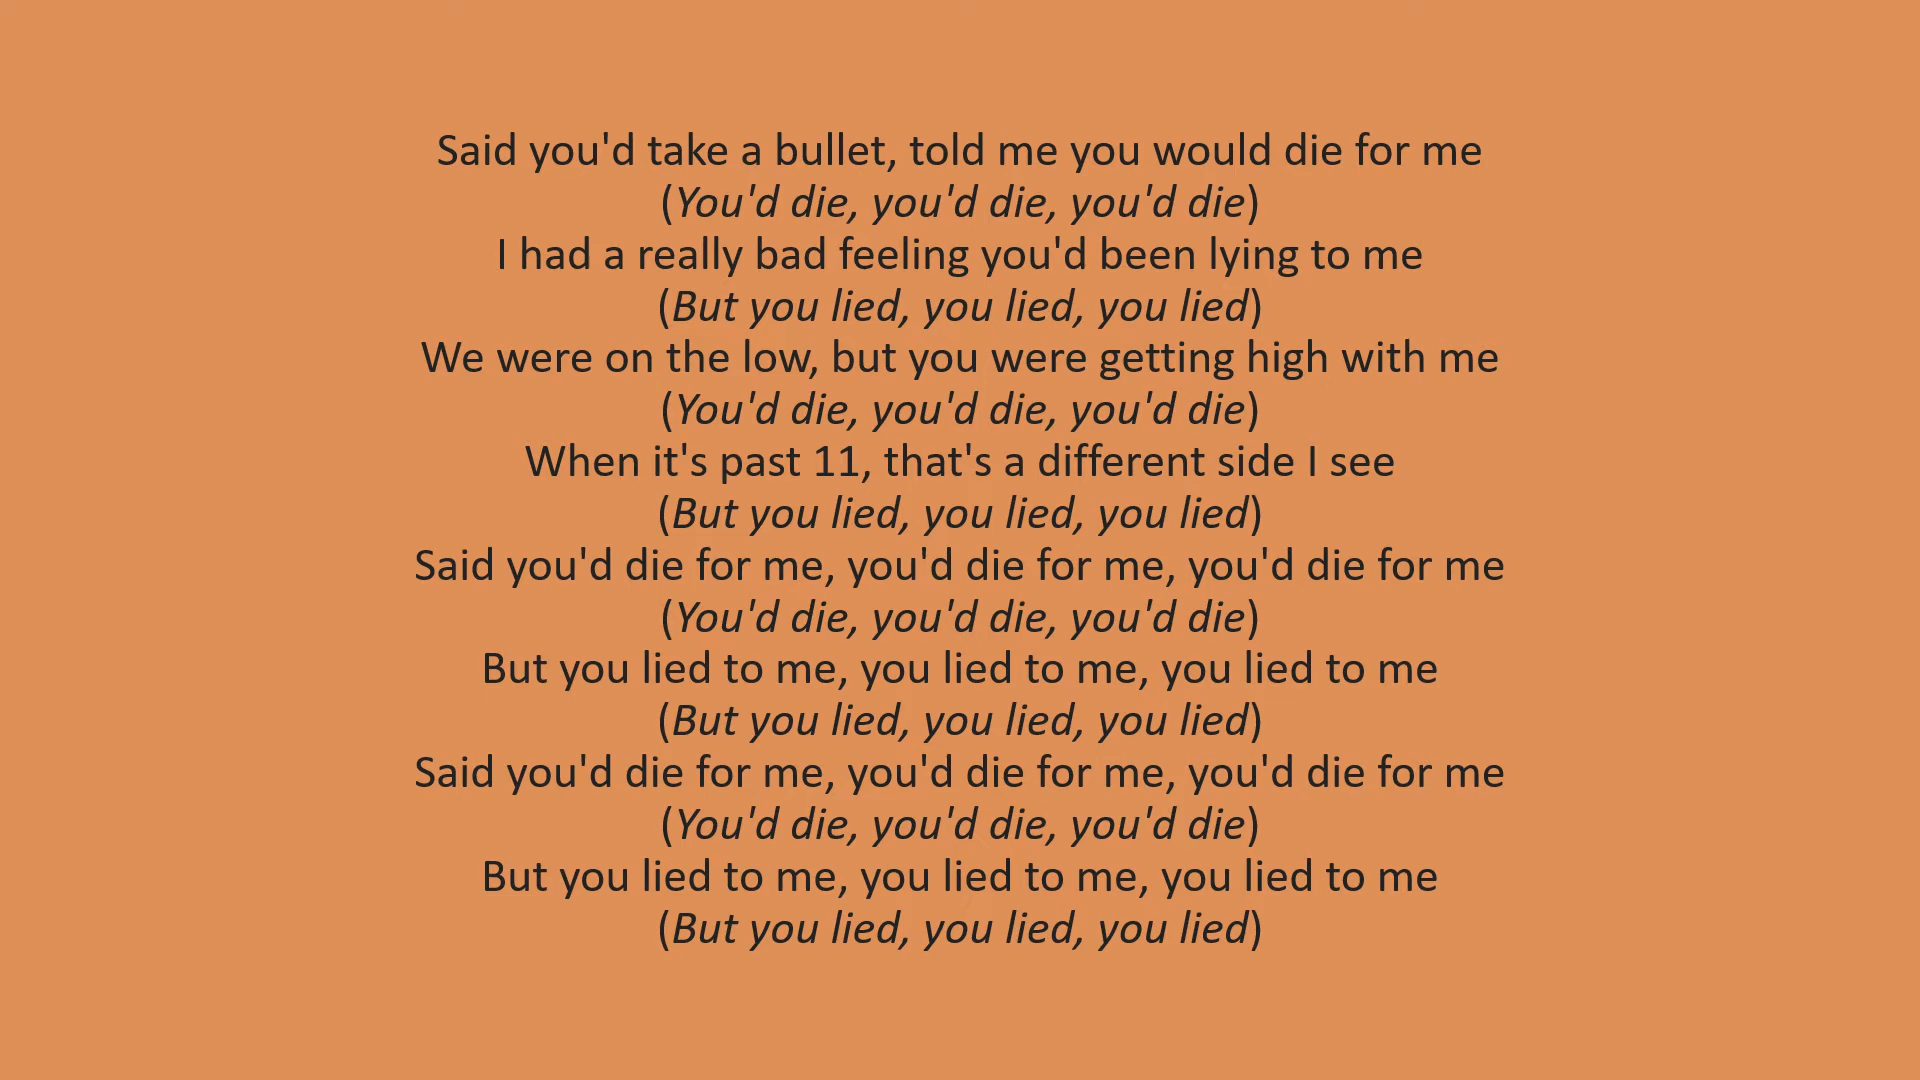 Said you'd take a bullet, told me you would die for me
(You'd die, you'd die, you'd die)
I had a really bad feeling you'd been lying to me
(But you lied, you lied, you lied)
We were on the low, but you were getting high with me
(You'd die, you'd die, you'd die)
When it's past 11, that's a different side I see
(But you lied, you lied, you lied)
Said you'd die for me, you'd die for me, you'd die for me
(You'd die, you'd die, you'd die)
But you lied to me, you lied to me, you lied to me
(But you lied, you lied, you lied)
Said you'd die for me, you'd die for me, you'd die for me
(You'd die, you'd die, you'd die)
But you lied to me, you lied to me, you lied to me
(But you lied, you lied, you lied)